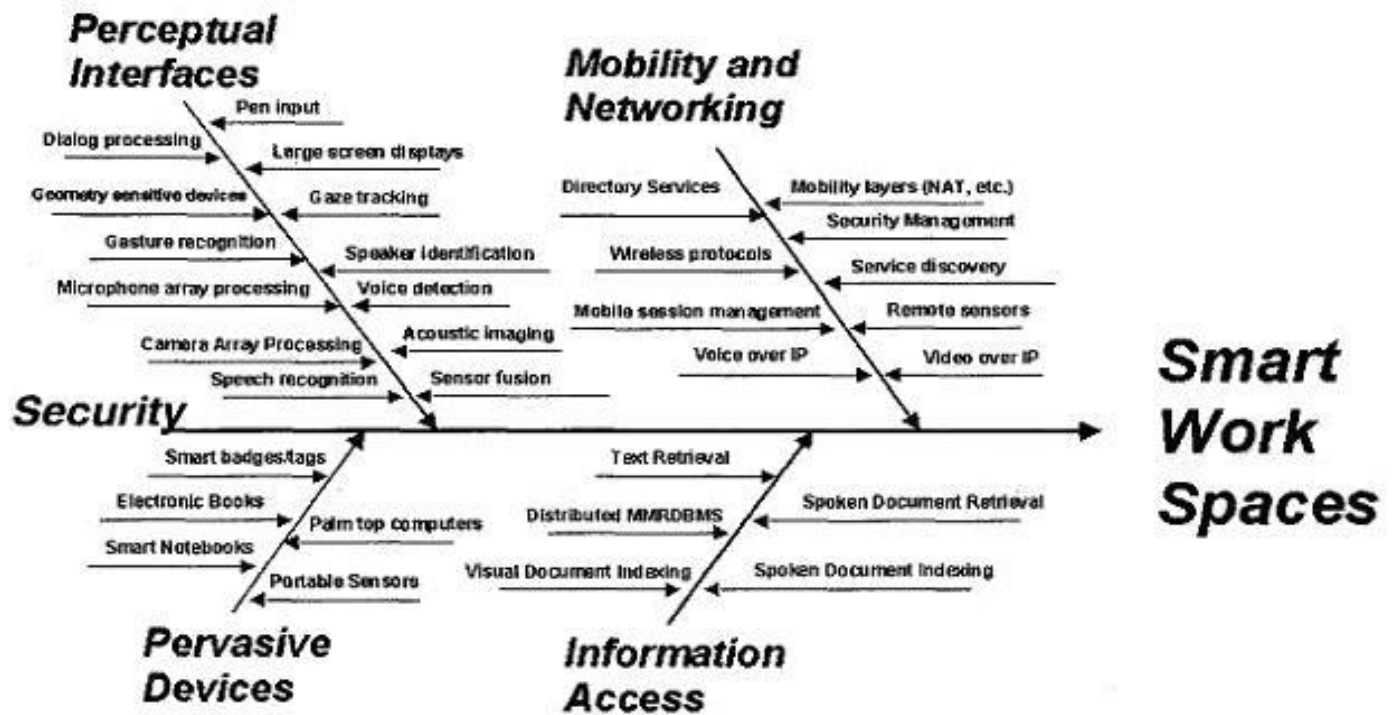 Perceptual
Interfaces
Pen input
Dialog processing
Large screen displays
Geometry sensitive devices
Gaze tracking
Gesture recognition
Speaker identification
Microphone array processing
Voice detection
Acoustic imaging
Camera Array Processing
Speech recognition
Sensor fusion
Mobility and
Networking
Directory Services
Mobility layers (NAT, etc.)
Security Management
Wireless protocols
Service discovery
Mobile session management
Remote sensors
Voice over IP
Video over IP
Security
Smart
Work
Spaces
Smart badges/tags
Electronic Books
Palm top computers
Smart Notebooks
Portable Sensors
Pervasive
Devices
Text Retrieval
Spoken Document Retrieval
Distributed MMRDBMS
Visual Document Indexing
Spoken Document Indexing
Information
Access